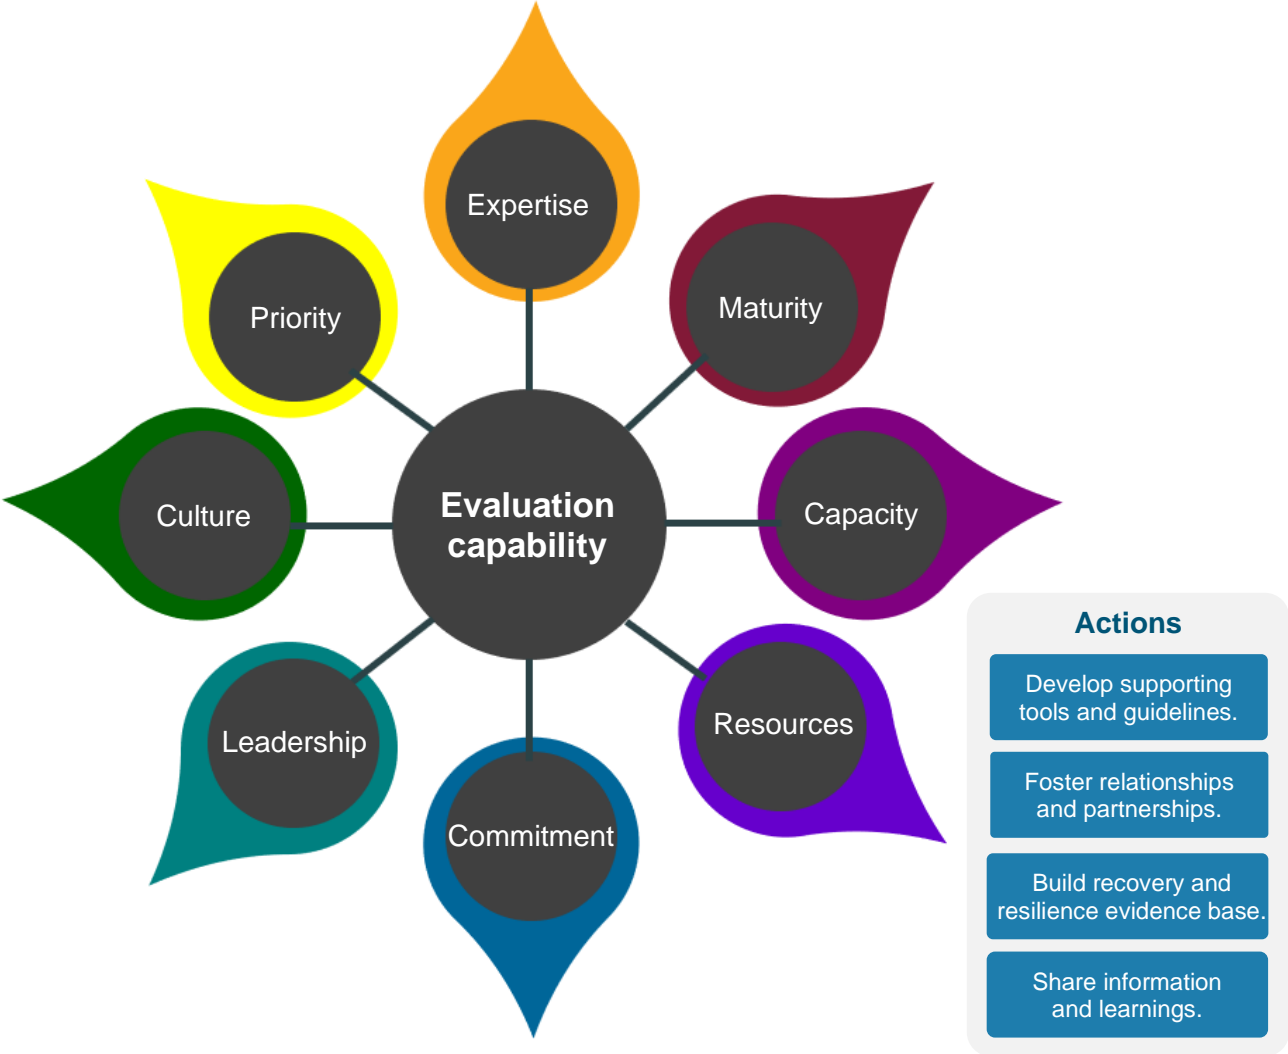 Expertise
Maturity
Priority
Evaluation
capability
Capacity
Culture
Resources
Leadership
Commitment
Actions
Develop supporting
tools and guidelines.
Foster relationships
and partnerships.
Build recovery and
resilience evidence base.
Share information
and learnings.